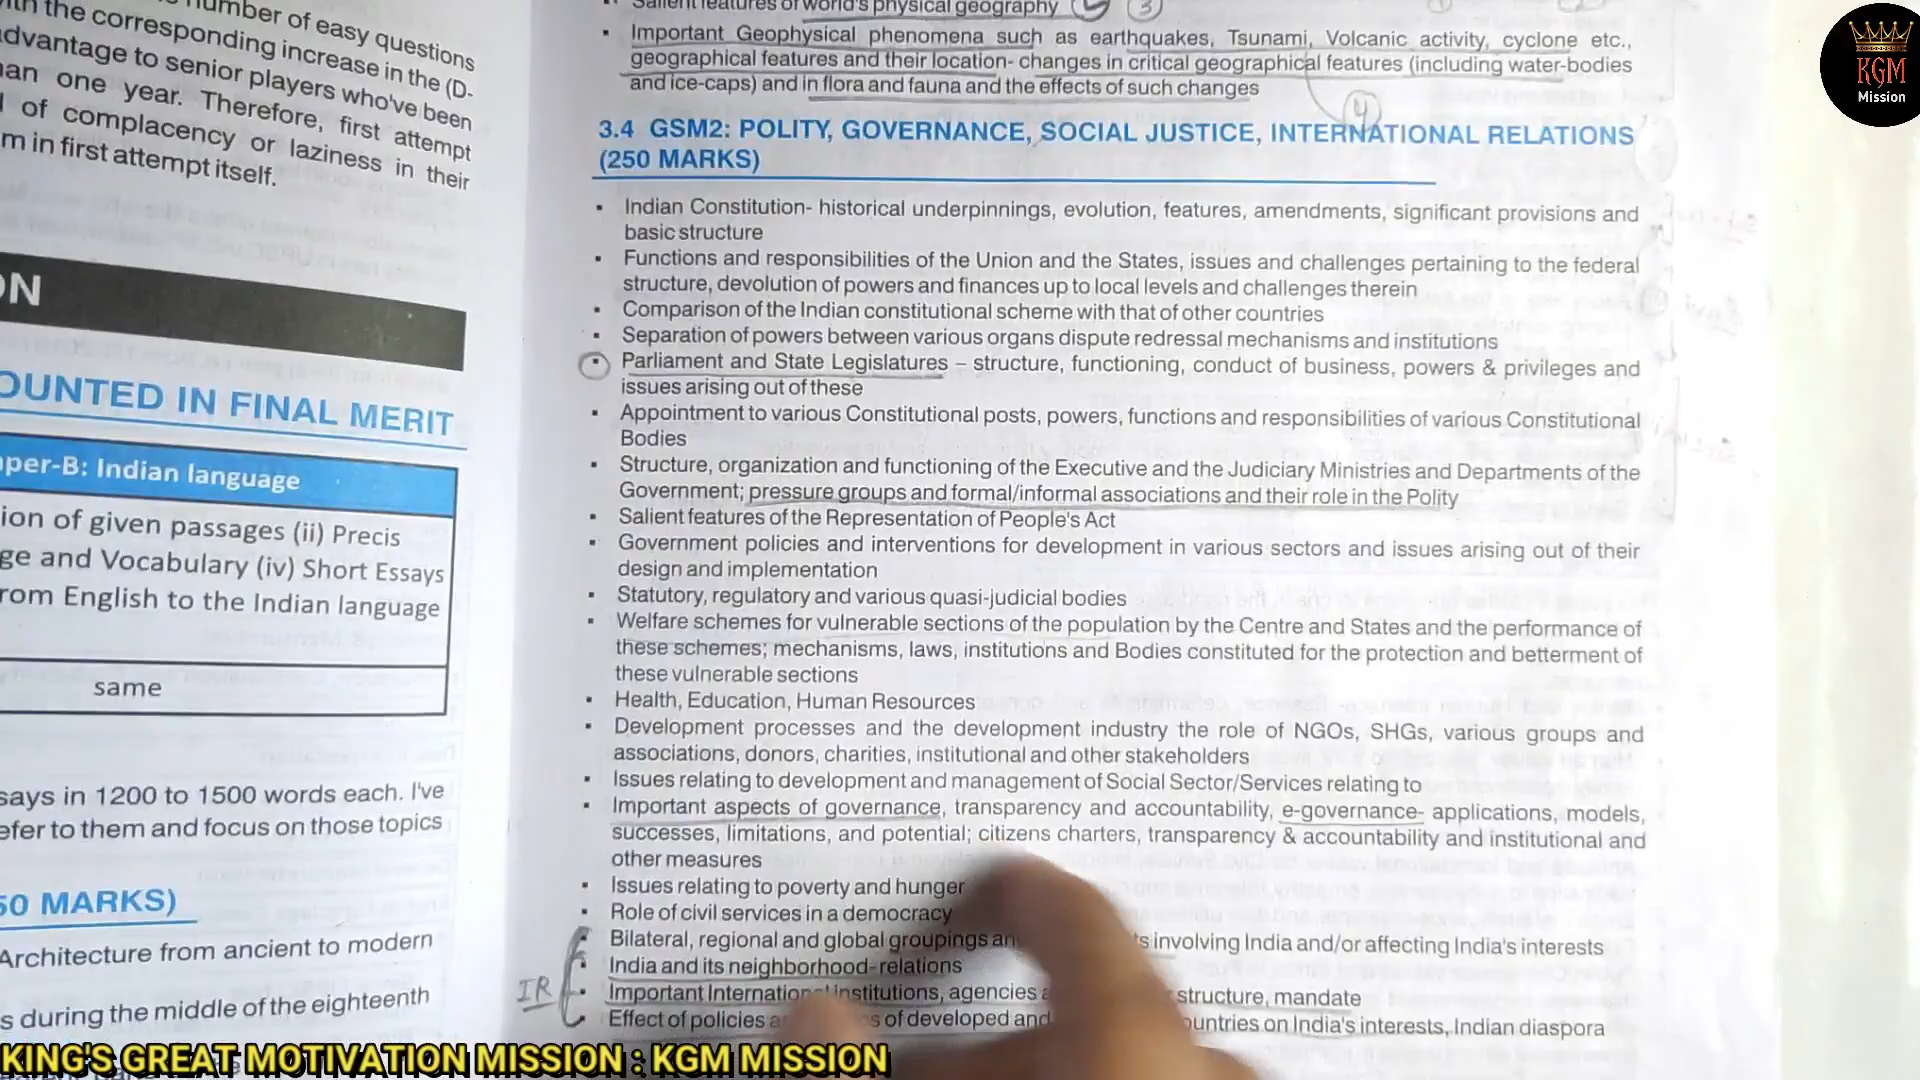 number of easy questions
the corresponding increase in the (D-
advantage to senior players who've been
one year. Therefore, first attempt
of complacency or laziness in their
in first attempt itself.
ON
OUNTED IN FINAL MERIT
per-B: Indian language
ion of given passages (ii) Precis
ge and Vocabulary (iv) Short Essays
rom English to the Indian language
same
says in 1200 to 1500 words each. I've
efer to them and focus on those topics
50 MARKS)
Architecture from ancient to modern
s during the middle of the eighteenth
Salient features of world's physical geography 3
▪ Important Geophysical phenomena such as earthquakes, Tsunami, Volcanic activity, cyclone etc.,
geographical features and their location- changes in critical geographical features (including water-bodies
and ice-caps) and in flora and fauna and the effects of such changes
4
3.4 GSM2: POLITY, GOVERNANCE, SOCIAL JUSTICE, INTERNATIONAL RELATIONS
(250 MARKS)
▪ Indian Constitution- historical underpinnings, evolution, features, amendments, significant provisions and
basic structure
▪ Functions and responsibilities of the Union and the States, issues and challenges pertaining to the federal
structure, devolution of powers and finances up to local levels and challenges therein
▪ Comparison of the Indian constitutional scheme with that of other countries
▪ Separation of powers between various organs dispute redressal mechanisms and institutions
▪ Parliament and State Legislatures – structure, functioning, conduct of business, powers & privileges and
issues arising out of these
▪ Appointment to various Constitutional posts, powers, functions and responsibilities of various Constitutional
Bodies
▪ Structure, organization and functioning of the Executive and the Judiciary Ministries and Departments of the
Government; pressure groups and formal/informal associations and their role in the Polity
▪ Salient features of the Representation of People's Act
▪ Government policies and interventions for development in various sectors and issues arising out of their
design and implementation
▪ Statutory, regulatory and various quasi-judicial bodies
▪ Welfare schemes for vulnerable sections of the population by the Centre and States and the performance of
these schemes; mechanisms, laws, institutions and Bodies constituted for the protection and betterment of
these vulnerable sections
▪ Health, Education, Human Resources
▪ Development processes and the development industry the role of NGOs, SHGs, various groups and
associations, donors, charities, institutional and other stakeholders
▪ Issues relating to development and management of Social Sector/Services relating to
▪ Important aspects of governance, transparency and accountability, e-governance- applications, models,
successes, limitations, and potential; citizens charters, transparency & accountability and institutional and
other measures
▪ Issues relating to poverty and hunger
▪ Role of civil services in a democracy
▪ Bilateral, regional and global groupings involving India and/or affecting India's interests
▪ India and its neighborhood-relations
IR
▪ Important International institutions, agencies structure, mandate
Effect of policies of developed and countries on India's interests, Indian diaspora
KGM
Mission
KING'S GREAT MOTIVATION MISSION : KGM MISSION